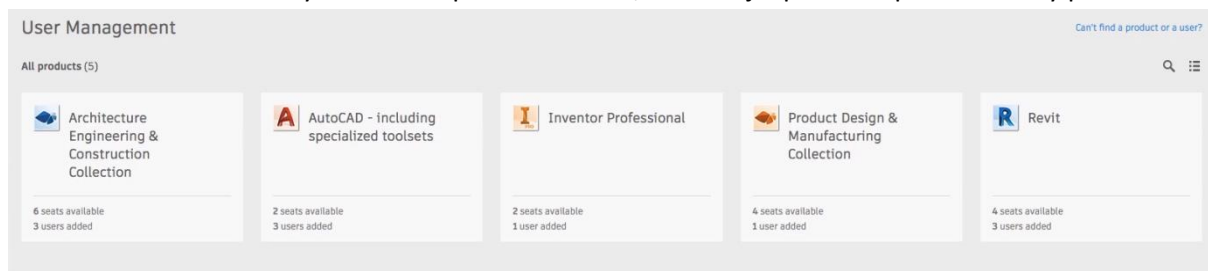 User Management
Can't find a product or a user?
All products (5)
Architecture
Engineering &
Construction
Collection
6 seats available
3 users added
AutoCAD - including
specialized toolsets
2 seats available
3 users added
Inventor Professional
2 seats available
1 user added
Product Design &
Manufacturing
Collection
4 seats available
1 user added
Revit
4 seats available
3 users added